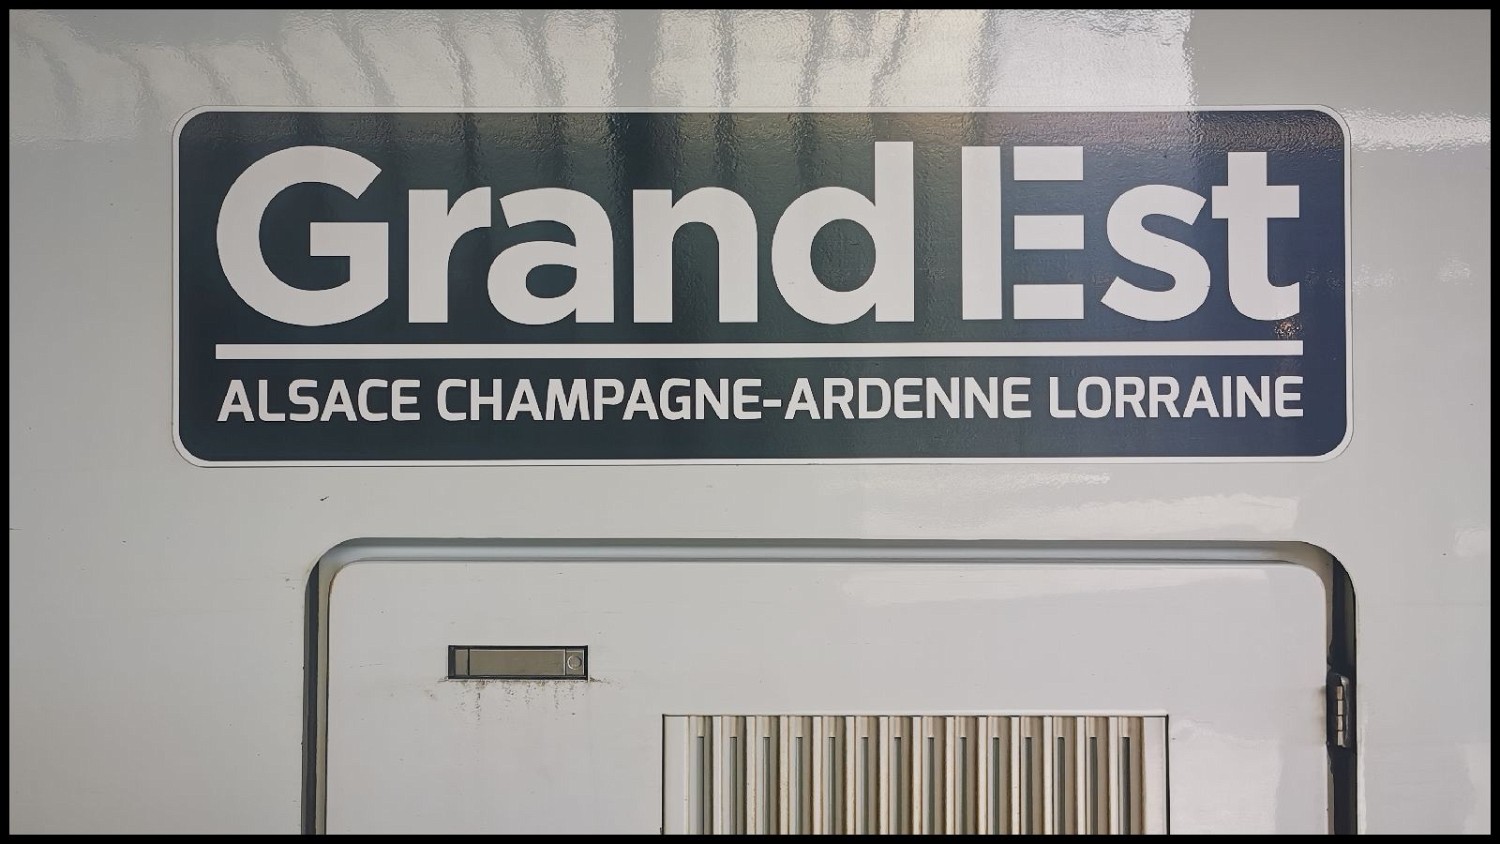 Grand Est
ALSACE CHAMPAGNE-ARDENNE LORRAINE